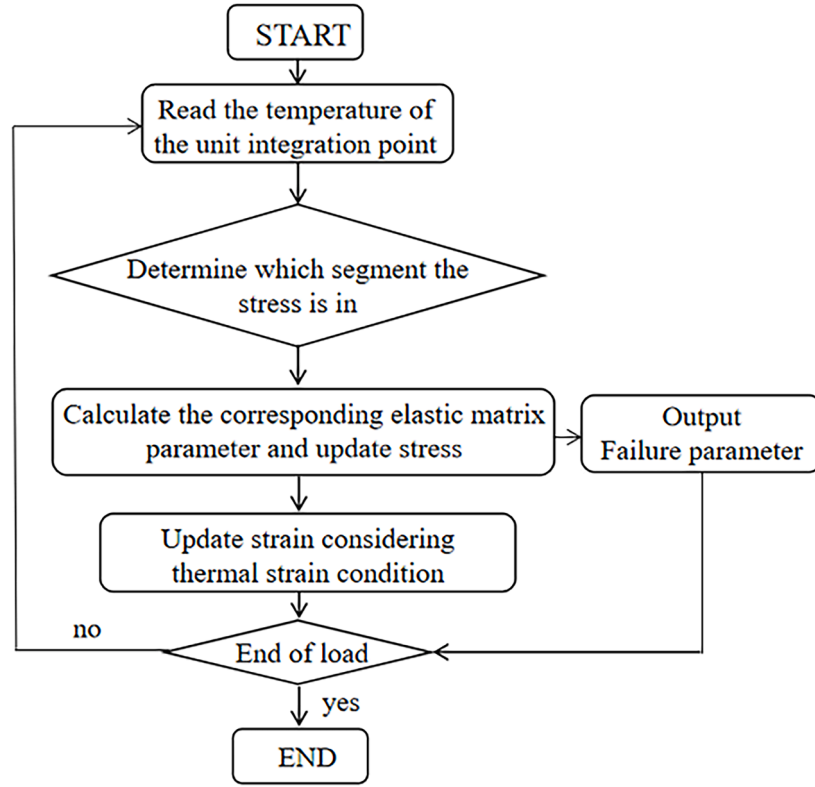 START
Read the temperature of
the unit integration point
Determine which segment the
stress is in
Calculate the corresponding elastic matrix
parameter and update stress
Output
Failure parameter
Update strain considering
thermal strain condition
no
End of load
yes
END